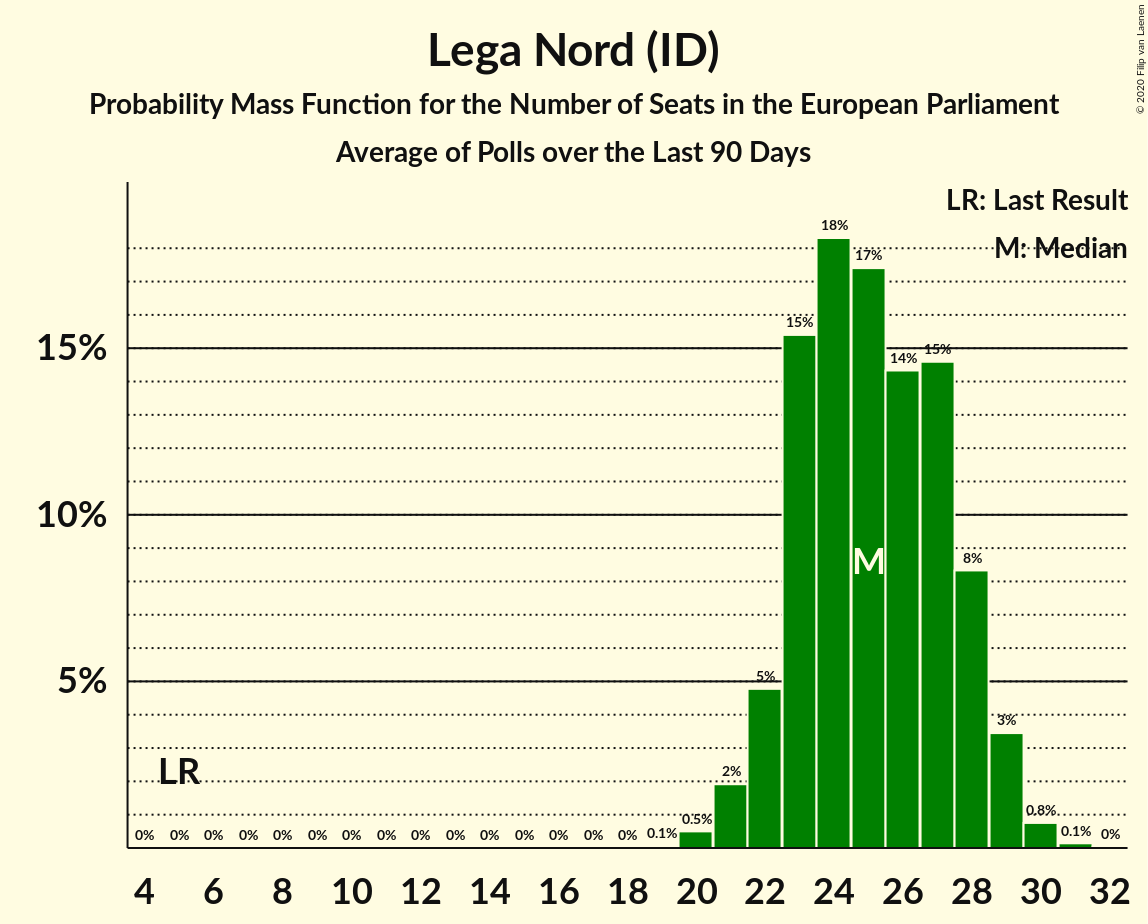 Lega Nord (ID)
Probability Mass Function for the Number of Seats in the European Parliament
Average of Polls over the Last 90 Days
© 2020 Filip van Laenen
LR: Last Result
M: Median
18%
17%
15%
15%
15%
14%
10%
M
8%
5%
5%
3%
LR
2%
0.8%
0.5%
0% 0% 0% 0% 0% 0% 0% 0% 0% 0% 0% 0% 0% 0% 0% 0.1% 0.1% 0%
4 6 8 10 12 14 16 18 20 22 24 26 28 30 32